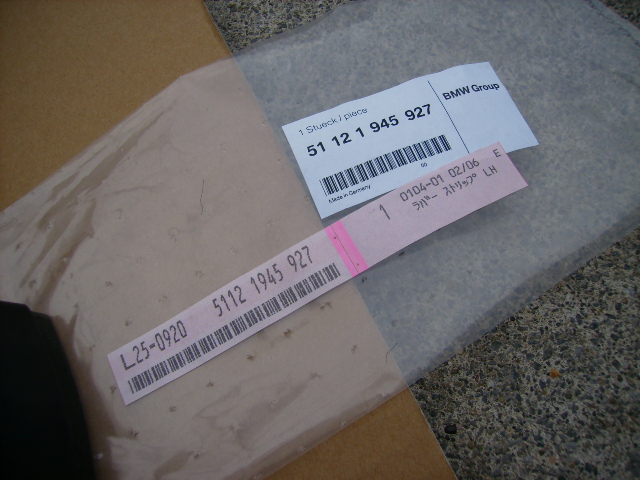 1 Stueck / piece
51 12 1 945 927
BMW Group
Made in Germany
1 0104-01 02/06 E
ラバー ストリップ LH
L25-0920 5112 1945 927